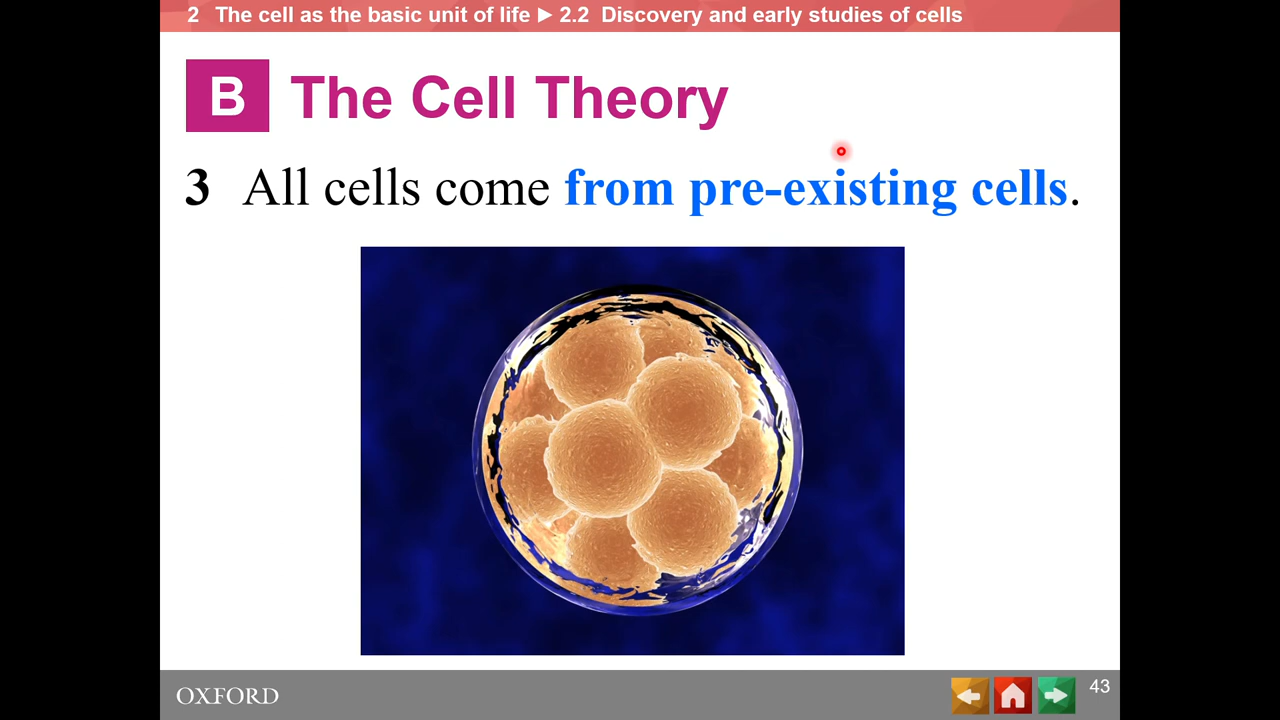 2 The cell as the basic unit of life ▶ 2.2 Discovery and early studies of cells
B The Cell Theory
3 All cells come from pre-existing cells.
OXFORD
43